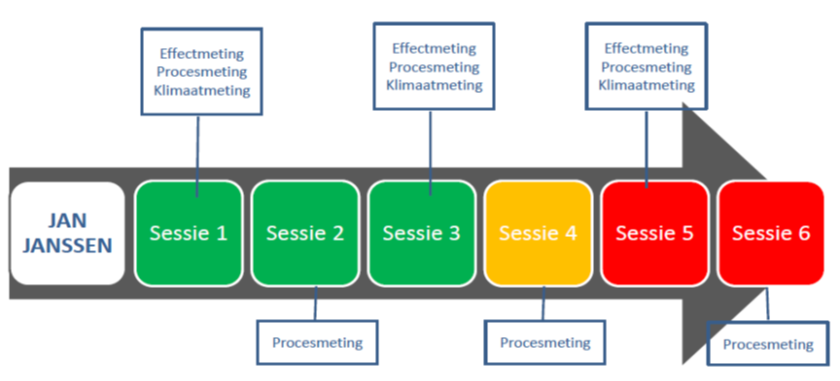 Effectmeting
Procesmeting
Klimaatmeting
Effectmeting
Procesmeting
Klimaatmeting
Effectmeting
Procesmeting
Klimaatmeting
JAN
JANSSEN
Sessie 1
Sessie 2
Sessie 3
Sessie 4
Sessie 5
Sessie 6
Procesmeting
Procesmeting
Procesmeting